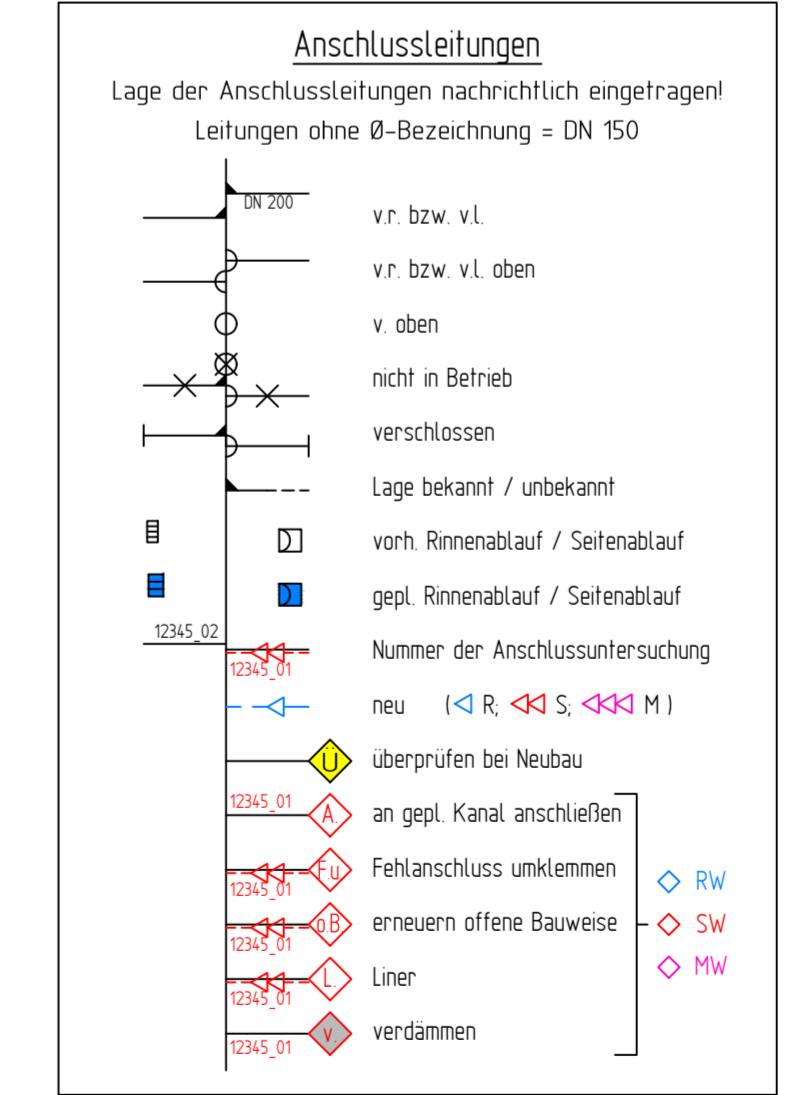 Anschlussleitungen
Lage der Anschlussleitungen nachrichtlich eingetragen!
Leitungen ohne Ø-Bezeichnung = DN 150
DN 200
v.r. bzw. v.l.
v.r. bzw. v.l. oben
v. oben
nicht in Betrieb
verschlossen
Lage bekannt / unbekannt
vorh. Rinnenablauf / Seitenablauf
gepl. Rinnenablauf / Seitenablauf
12345_02
12345_01 Nummer der Anschlussuntersuchung
neu ( R; S; M )
Ü überprüfen bei Neubau
12345_01 A. an gepl. Kanal anschließen
12345_01 F.u Fehlanschluss umklemmen
12345_01 o.B erneuern offene Bauweise
12345_01 L. Liner
12345_01 v. verdämmen
RW
SW
MW